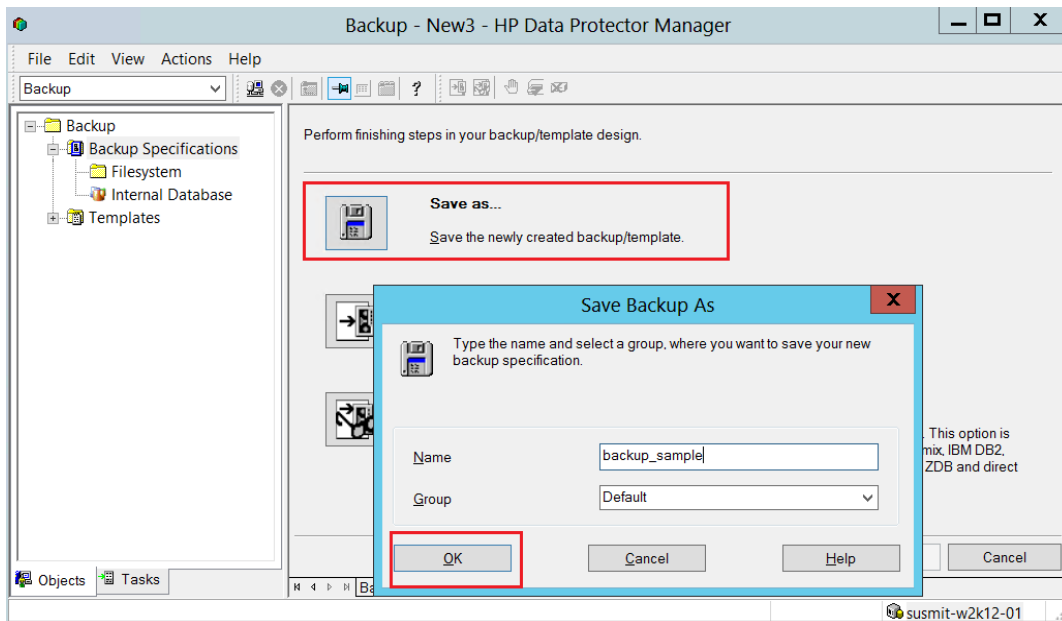 Backup - New3 - HP Data Protector Manager
File Edit View Actions Help
Backup
Backup
Backup Specifications
Filesystem
Internal Database
Templates
Objects
Tasks
Perform finishing steps in your backup/template design.
Save as...
Save the newly created backup/template.
Save Backup As
Type the name and select a group, where you want to save your new
backup specification.
Name
backup_sample
Group
Default
OK
Cancel
Help
. This option is
mix, IBM DB2,
ZDB and direct
Cancel
susmit-w2k12-01